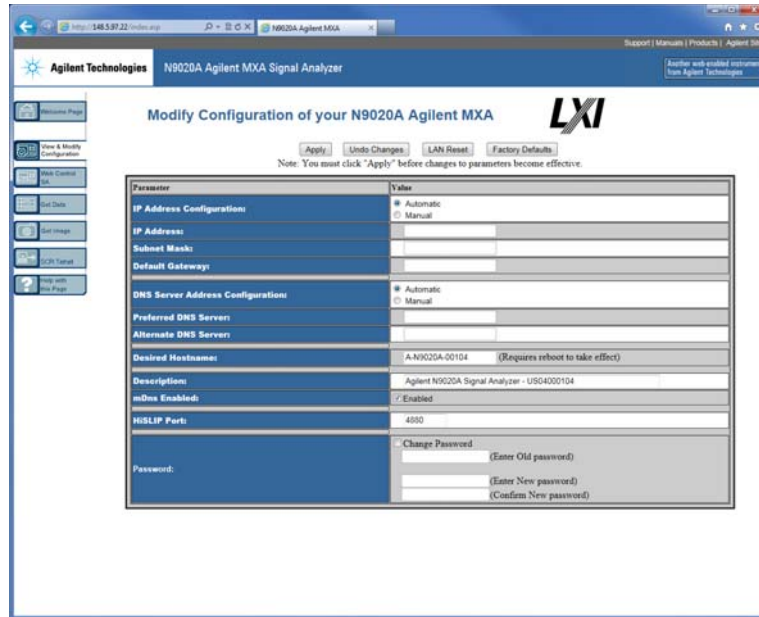 http://148.5.97.22/index.asp
N9020A Agilent MXA
Support | Manuals | Products | Agilent Sit
Agilent Technologies
N9020A Agilent MXA Signal Analyzer
Another web-enabled instrument
from Agilent Technologies
Welcome Page
View & Modify
Configuration
Web Control
SA
Get Data
Get Image
SCPI Telnet
Help with
this Page
Modify Configuration of your N9020A Agilent MXA
LXI
Apply Undo Changes LAN Reset Factory Defaults
Note: You must click "Apply" before changes to parameters become effective.
Parameter Value
IP Address Configuration: Automatic
Manual
IP Address:
Subnet Mask:
Default Gateway:
DNS Server Address Configuration: Automatic
Manual
Preferred DNS Server:
Alternate DNS Server:
Desired Hostname: A-N9020A-00104 (Requires reboot to take effect)
Description: Agilent N9020A Signal Analyzer - US04000104
mDns Enabled: Enabled
HiSLIP Port: 4880
Password:
Change Password
(Enter Old password)
(Enter New password)
(Confirm New password)